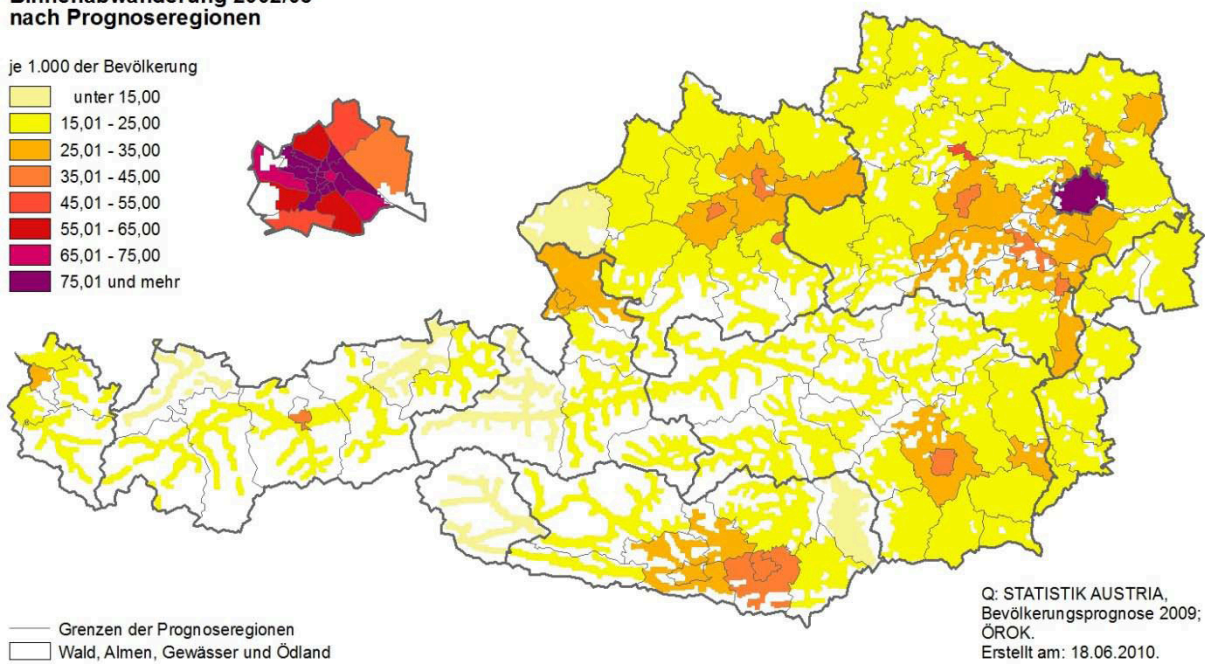 nach Prognoseregionen
je 1.000 der Bevölkerung
unter 15,00
15,01 - 25,00
25,01 - 35,00
35,01 - 45,00
45,01 - 55,00
55,01 - 65,00
65,01 - 75,00
75,01 und mehr
Grenzen der Prognoseregionen
Wald, Almen, Gewässer und Ödland
Q: STATISTIK AUSTRIA,
Bevölkerungsprognose 2009;
ÖROK.
Erstellt am: 18.06.2010.